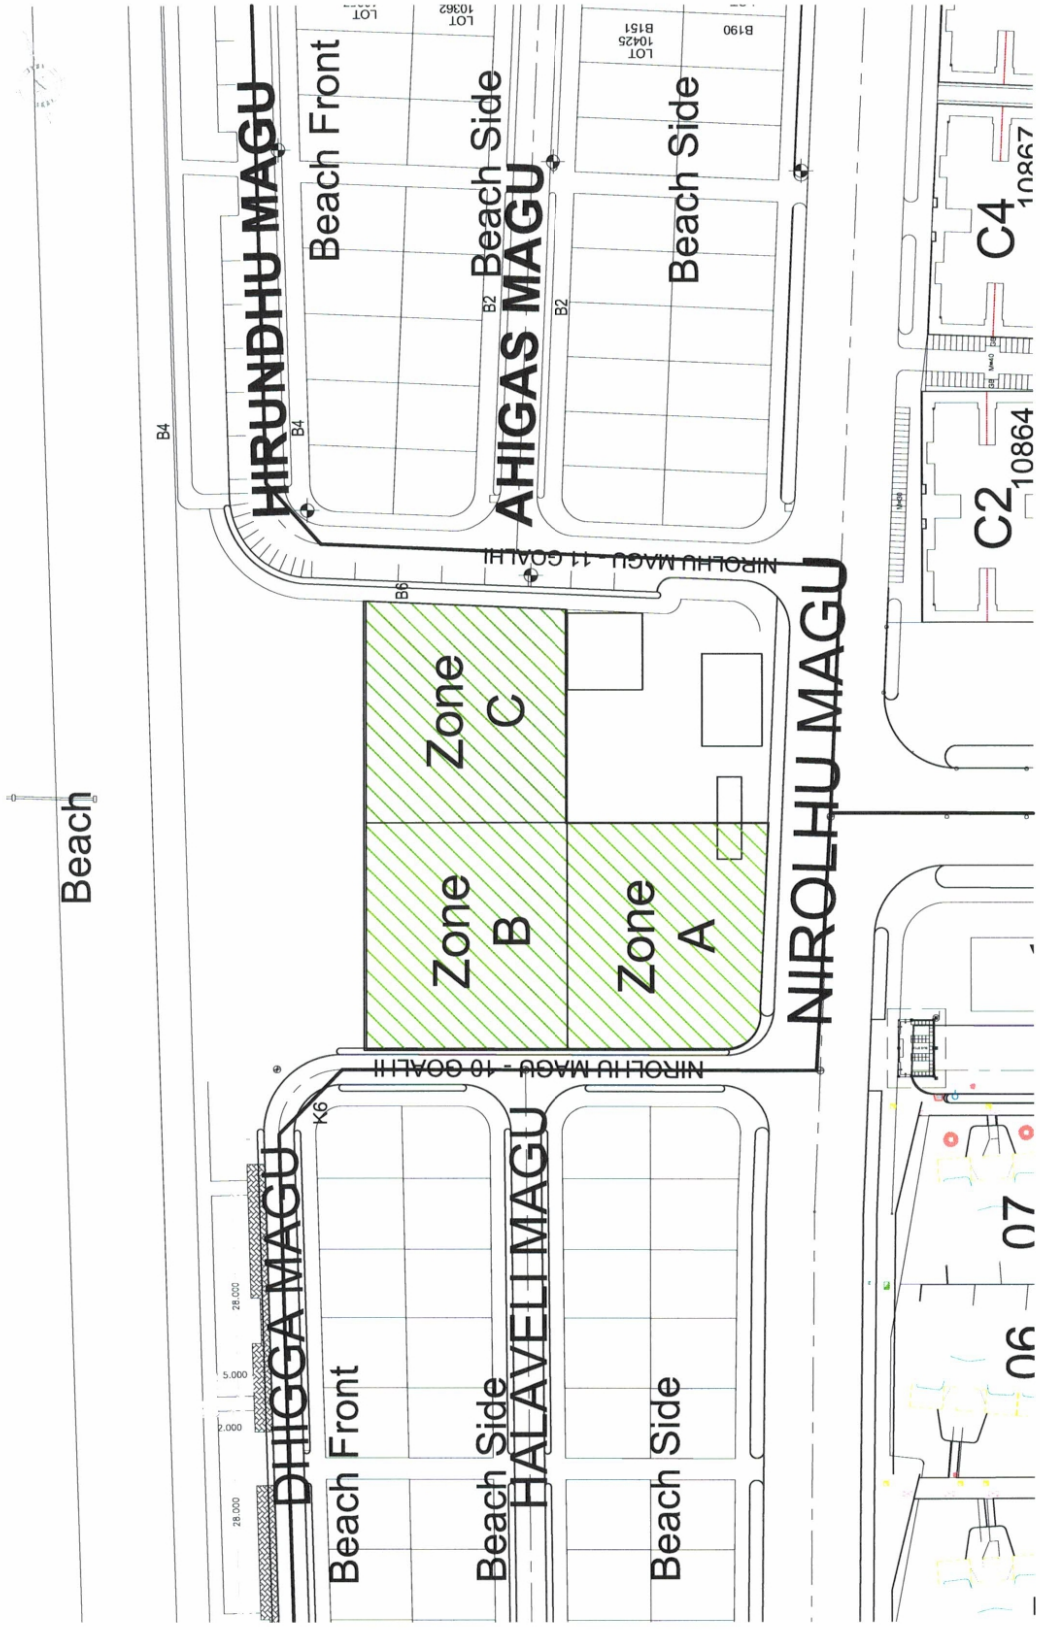 Beach
B4
HIRUNDHU MAGU
B4
Beach Front
LOT
10362
LOT
Beach Side
B2
AHIGAS MAGU
B2
LOT
10425
B151
B190
Beach Side
NIROLHU MAGU - 11 GOALHI
B6
Zone
C
Zone
B
Zone
A
NIROLHU MAGU
NIROLHU MAGU - 10 GOALHI
K6
DHIGGA MAGU
28.000
5.000
2.000
28.000
Beach Front
Beach Side
HALAVELI MAGU
Beach Side
C4
10867
C2
10864
07
06